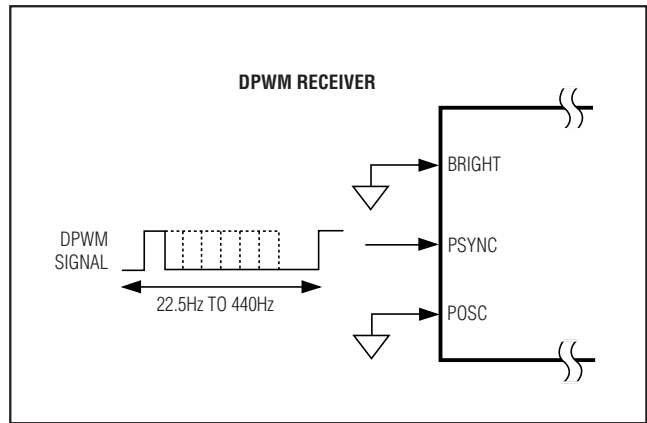 DPWM RECEIVER
BRIGHT
DPWM
SIGNAL
PSYNC
22.5Hz TO 440Hz
POSC